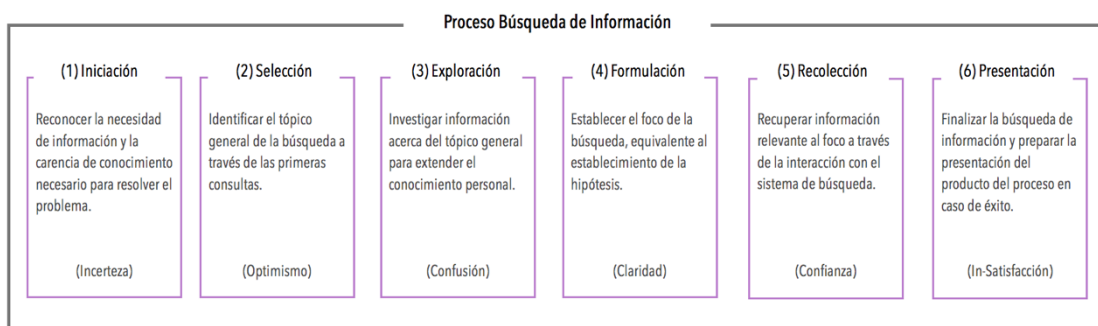 Proceso Búsqueda de Información
(1) Iniciación
Reconocer la necesidad
de información y la
carencia de conocimiento
necesario para resolver el
problema.
(Incerteza)
(2) Selección
Identificar el tópico
general de la búsqueda a
través de las primeras
consultas.
(Optimismo)
(3) Exploración
Investigar información
acerca del tópico general
para extender el
conocimiento personal.
(Confusión)
(4) Formulación
Establecer el foco de la
búsqueda, equivalente al
establecimiento de la
hipótesis.
(Claridad)
(5) Recolección
Recuperar información
relevante al foco a través
de la interacción con el
sistema de búsqueda.
(Confianza)
(6) Presentación
Finalizar la búsqueda de
información y preparar la
presentación del
producto del proceso en
caso de éxito.
(In-Satisfacción)